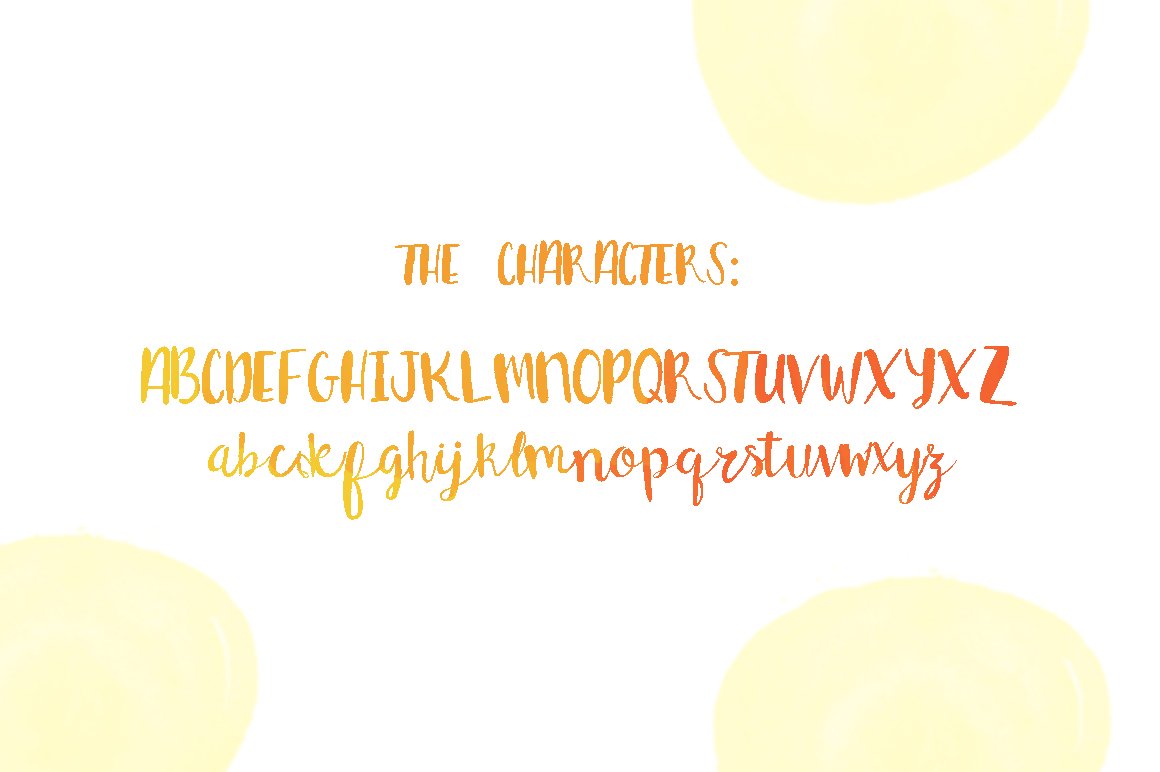 THE CHARACTERS:
ABCDEFGHIJKLMNOPQRSTUVWXYXZ
abcdefghijklmnopqrstuvwxyz